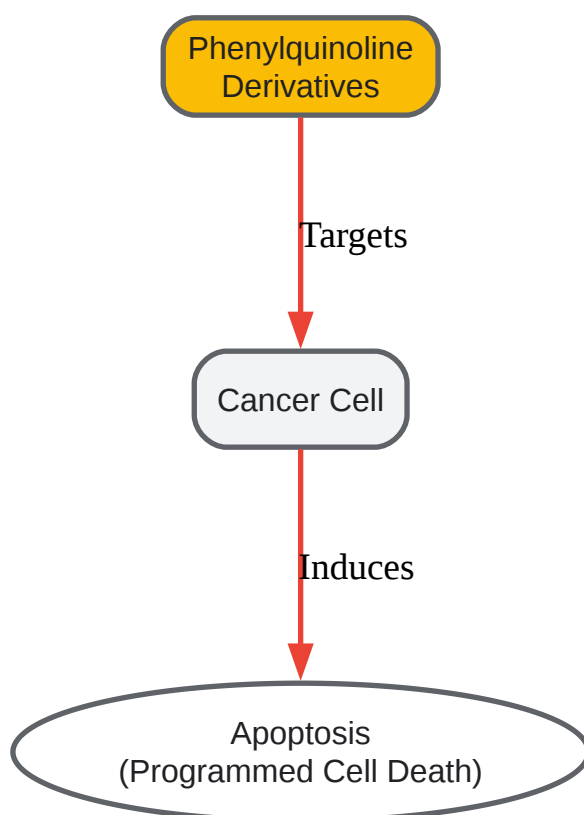 Phenylquinoline
Derivatives
Targets
Cancer Cell
Induces
Apoptosis
(Programmed Cell Death)